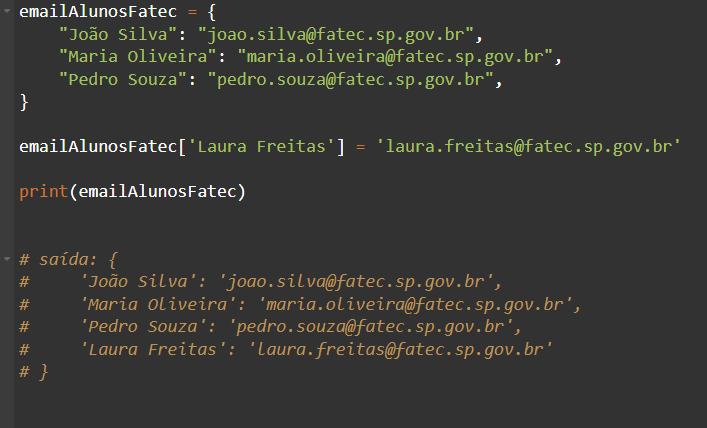 emailAlunosFatec = {
    "João Silva": "joao.silva@fatec.sp.gov.br",
    "Maria Oliveira": "maria.oliveira@fatec.sp.gov.br",
    "Pedro Souza": "pedro.souza@fatec.sp.gov.br",
}

emailAlunosFatec['Laura Freitas'] = 'laura.freitas@fatec.sp.gov.br'

print(emailAlunosFatec)

# saída: {
#     'João Silva': 'joao.silva@fatec.sp.gov.br',
#     'Maria Oliveira': 'maria.oliveira@fatec.sp.gov.br',
#     'Pedro Souza': 'pedro.souza@fatec.sp.gov.br',
#     'Laura Freitas': 'laura.freitas@fatec.sp.gov.br'
# }